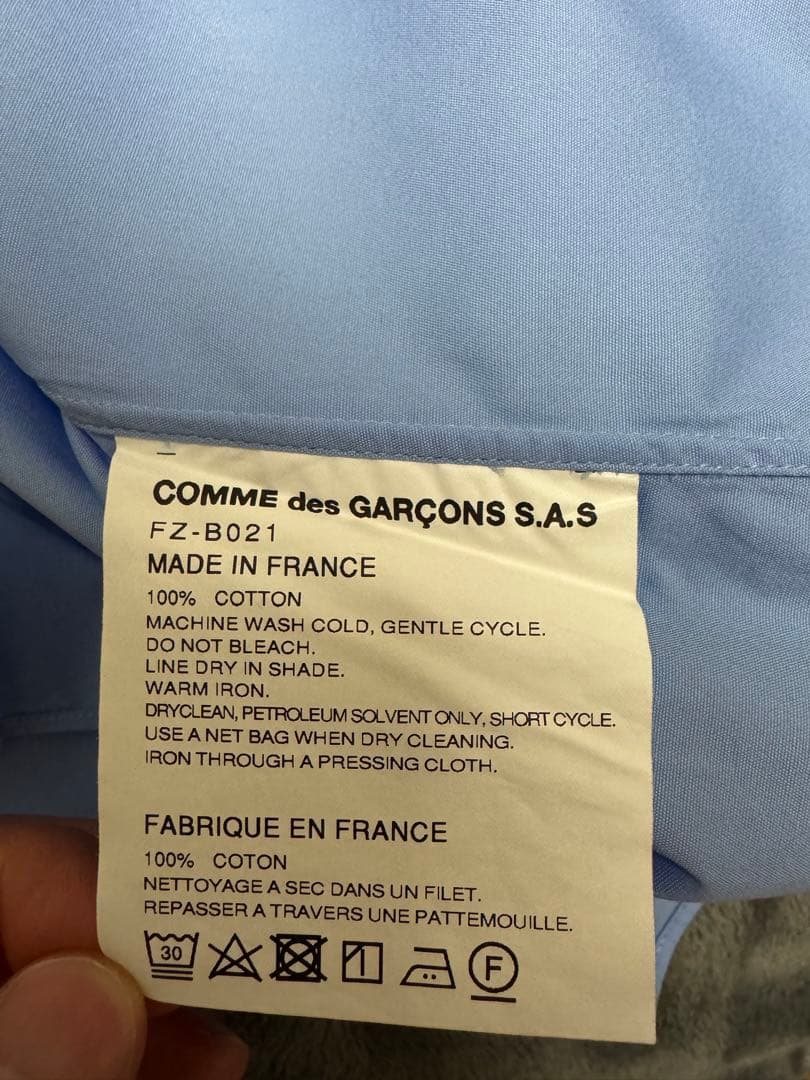 COMME des GARÇONS S.A.S
FZ-B021
MADE IN FRANCE
100% COTTON
MACHINE WASH COLD, GENTLE CYCLE.
DO NOT BLEACH.
LINE DRY IN SHADE.
WARM IRON.
DRYCLEAN, PETROLEUM SOLVENT ONLY, SHORT CYCLE.
USE A NET BAG WHEN DRY CLEANING.
IRON THROUGH A PRESSING CLOTH.
FABRIQUE EN FRANCE
100% COTON
NETTOYAGE A SEC DANS UN FILET.
REPASSER A TRAVERS UNE PATTEMOUILLE.
30 F